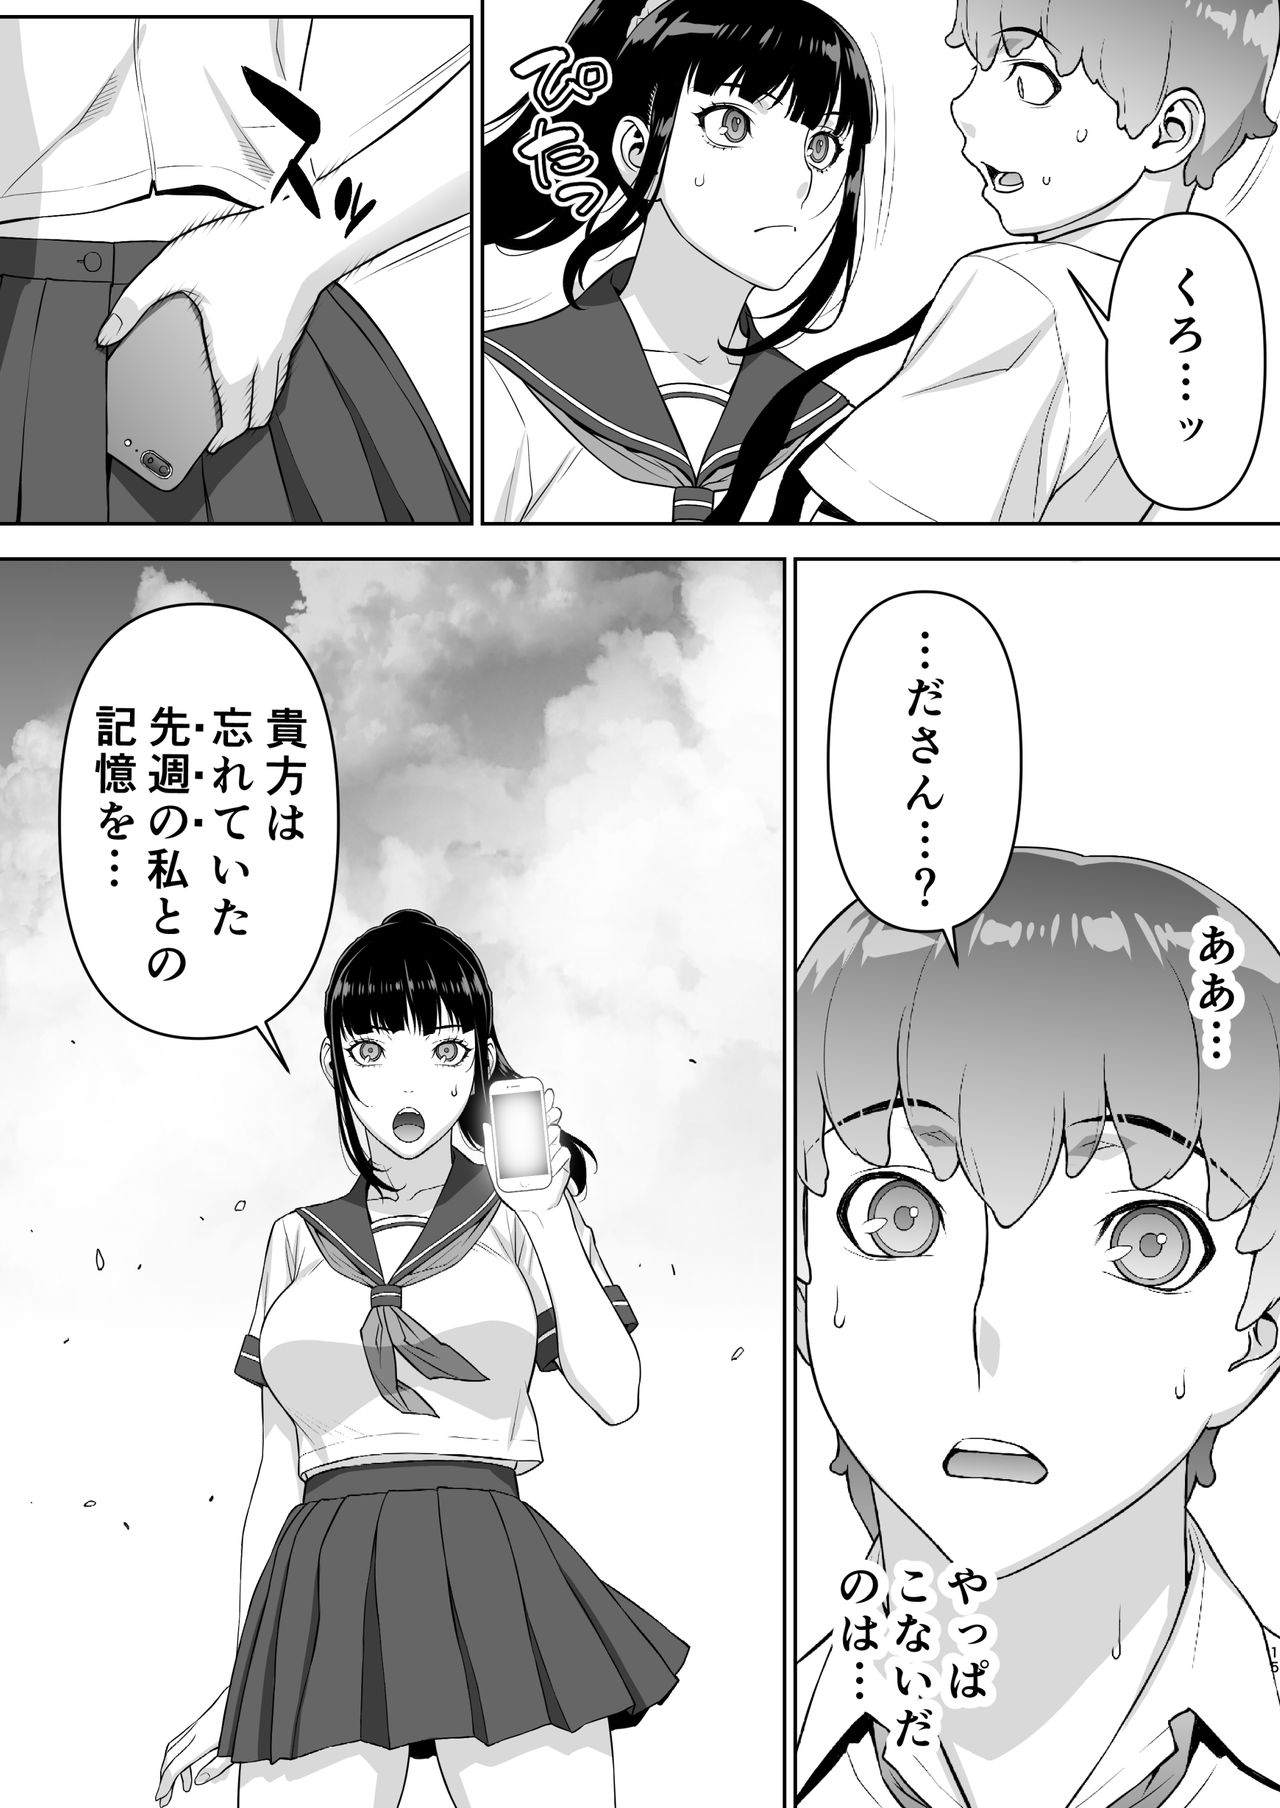 くろ…ッ
ぴたっ
スッ
…ださん…？
ああ…
やっぱ
こないだ
のは…
貴方は
忘れていた
先週の私との
記憶を…
15